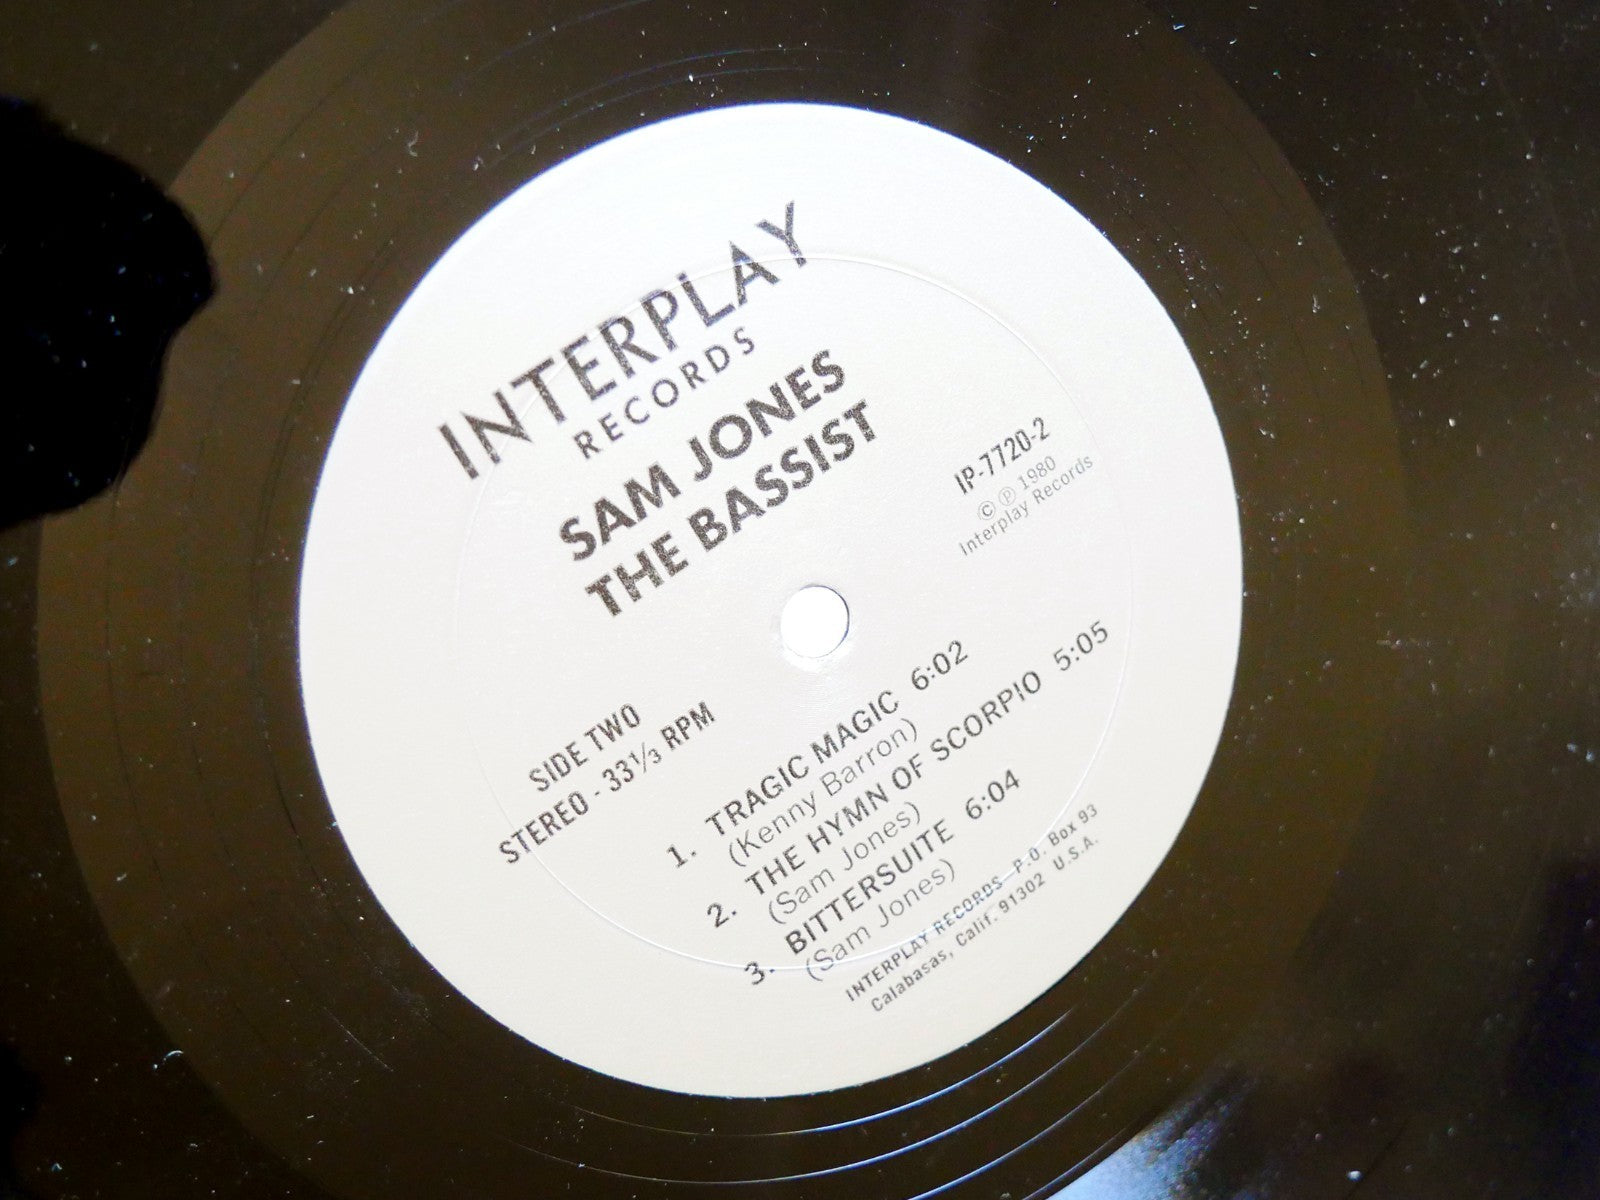 INTERPLAY
RECORDS
SAM JONES
THE BASSIST
IP-7720-2
© ℗ 1980
Interplay Records
SIDE TWO
STEREO - 33⅓ RPM
1. TRAGIC MAGIC 6:02
(Kenny Barron)
2. THE HYMN OF SCORPIO 5:05
(Sam Jones)
3. BITTERSUITE 6:04
(Sam Jones)
INTERPLAY RECORDS P.O. Box 93
Calabasas, Calif. 91302 U.S.A.